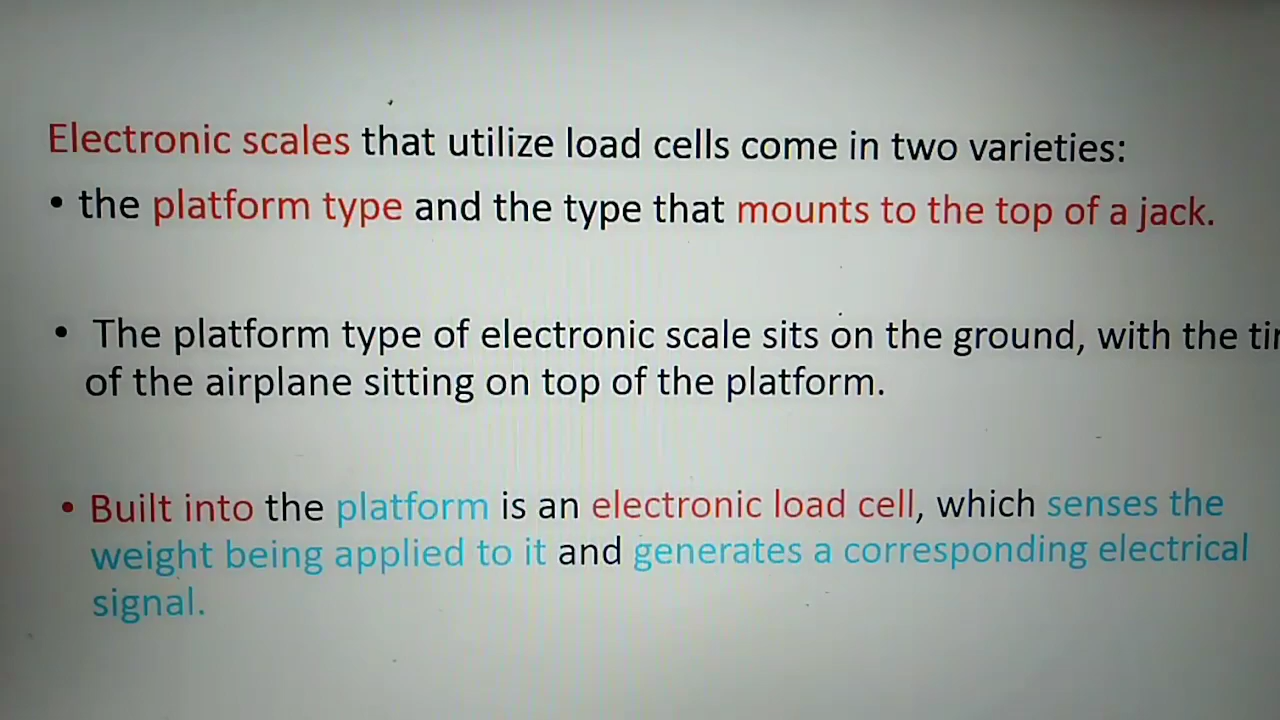 Electronic scales that utilize load cells come in two varieties:
• the platform type and the type that mounts to the top of a jack.
• The platform type of electronic scale sits on the ground, with the
of the airplane sitting on top of the platform.
• Built into the platform is an electronic load cell, which senses the
weight being applied to it and generates a corresponding electrical
signal.